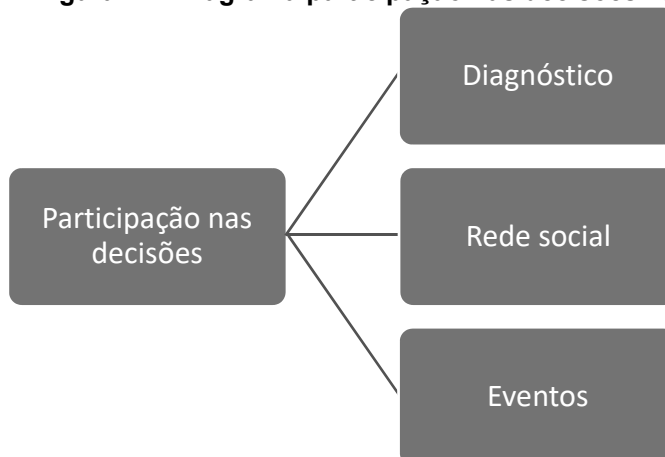 Diagnóstico
Participação nas
decisões
Rede social
Eventos